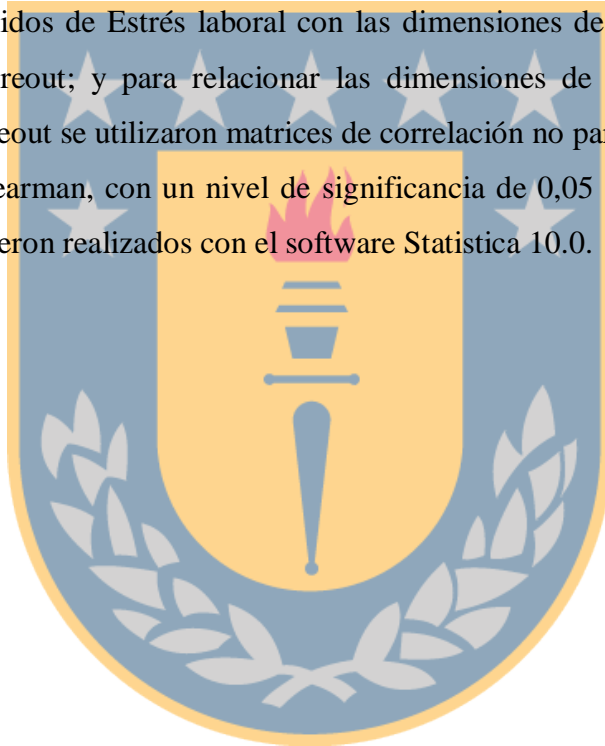 idos de Estrés laboral con las dimensiones de
reout; y para relacionar las dimensiones de
eout se utilizaron matrices de correlación no par
earman, con un nivel de significancia de 0,05
eron realizados con el software Statistica 10.0.